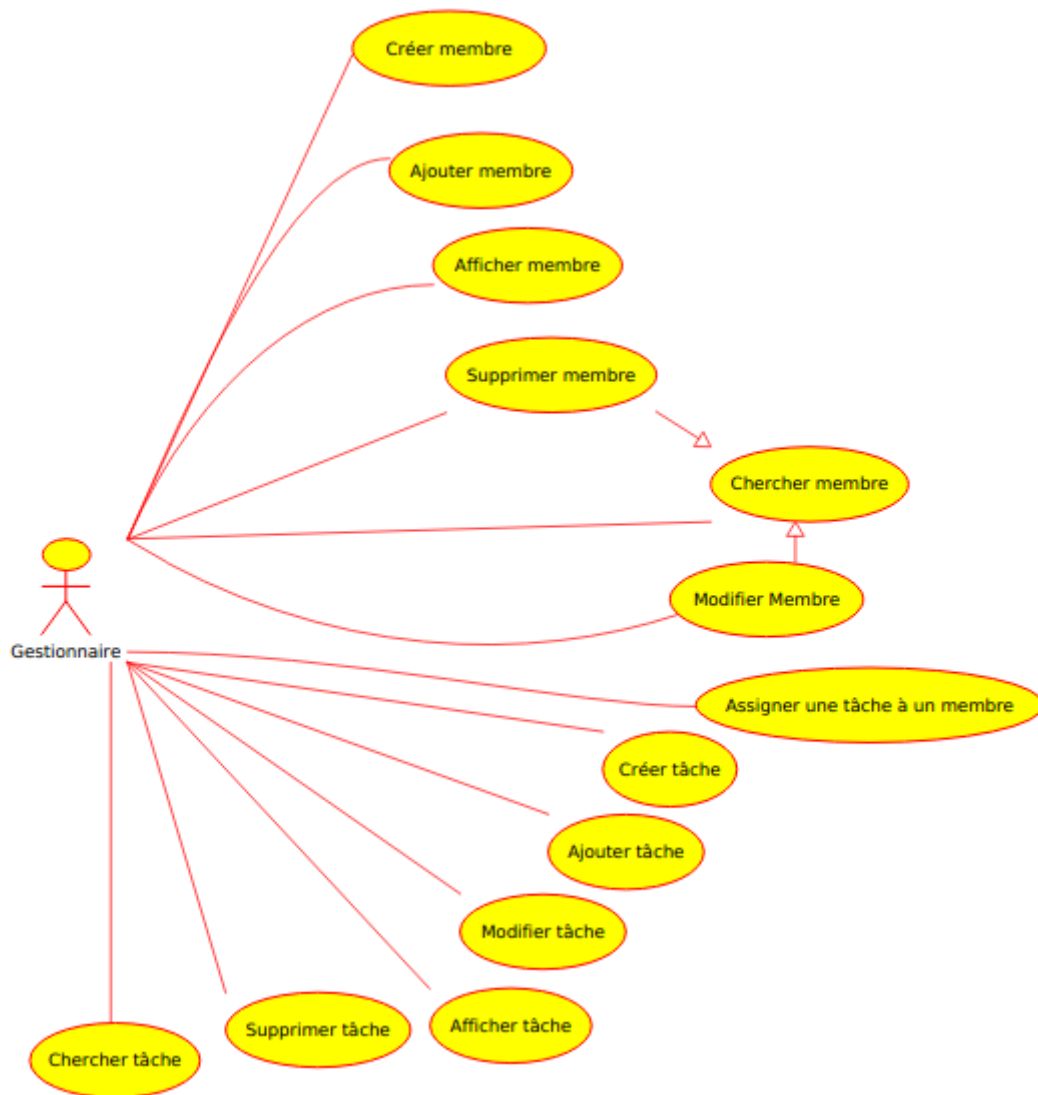 Créer membre
Ajouter membre
Afficher membre
Supprimer membre
Chercher membre
Modifier Membre
Gestionnaire
Assigner une tâche à un membre
Créer tâche
Ajouter tâche
Modifier tâche
Afficher tâche
Supprimer tâche
Chercher tâche